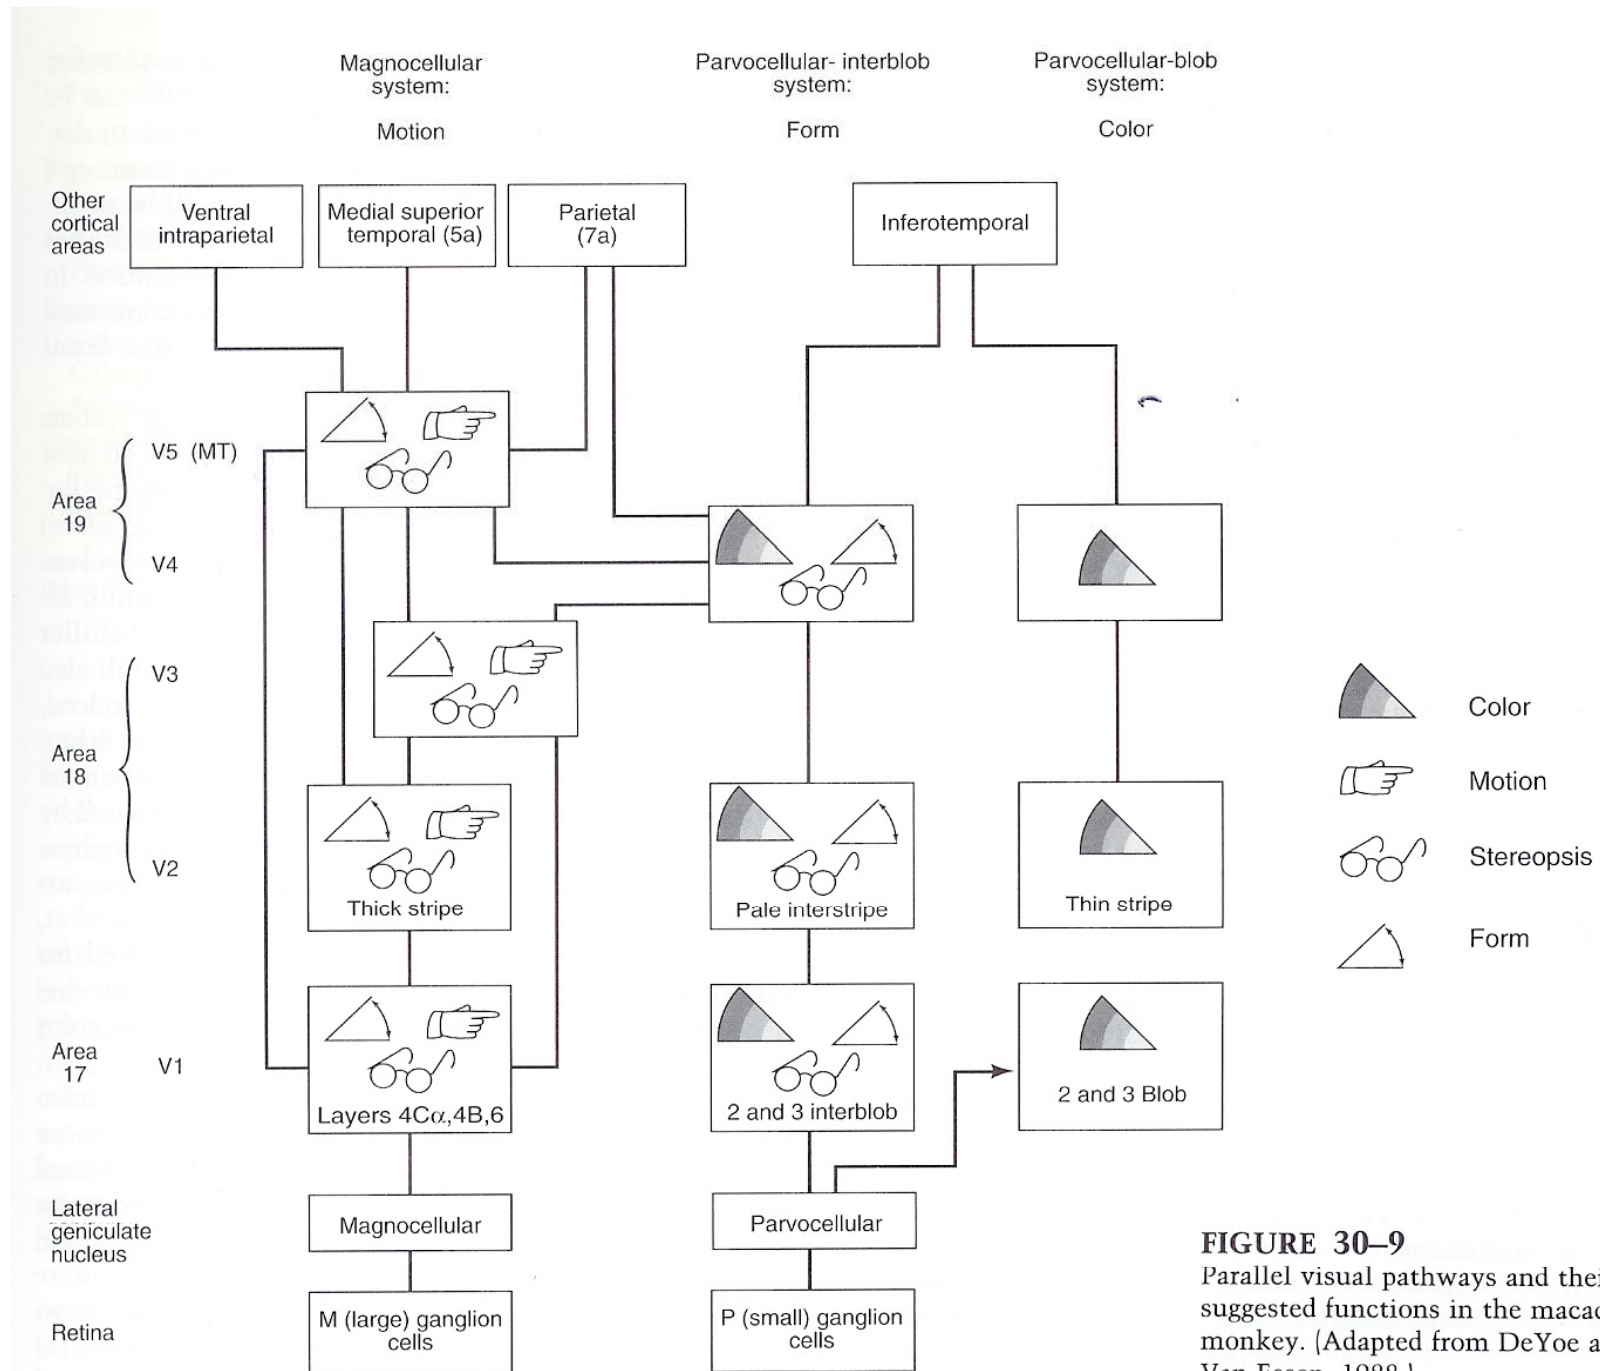 Magnocellular
system:
Motion
Parvocellular- interblob
system:
Form
Parvocellular-blob
system:
Color
Other
cortical
areas
Ventral
intraparietal
Medial superior
temporal (5a)
Parietal
(7a)
Inferotemporal
V5 (MT)
Area
19
V4
V3
Area
18
V2
Thick stripe
Pale interstripe
Thin stripe
Color
Motion
Stereopsis
Form
Area
17
V1
Layers 4Cα,4B,6
2 and 3 interblob
2 and 3 Blob
Lateral
geniculate
nucleus
Magnocellular
Parvocellular
Retina
M (large) ganglion
cells
P (small) ganglion
cells
FIGURE 30–9
Parallel visual pathways and thei
suggested functions in the macac
monkey. (Adapted from DeYoe a
Van Essen, 1988.)